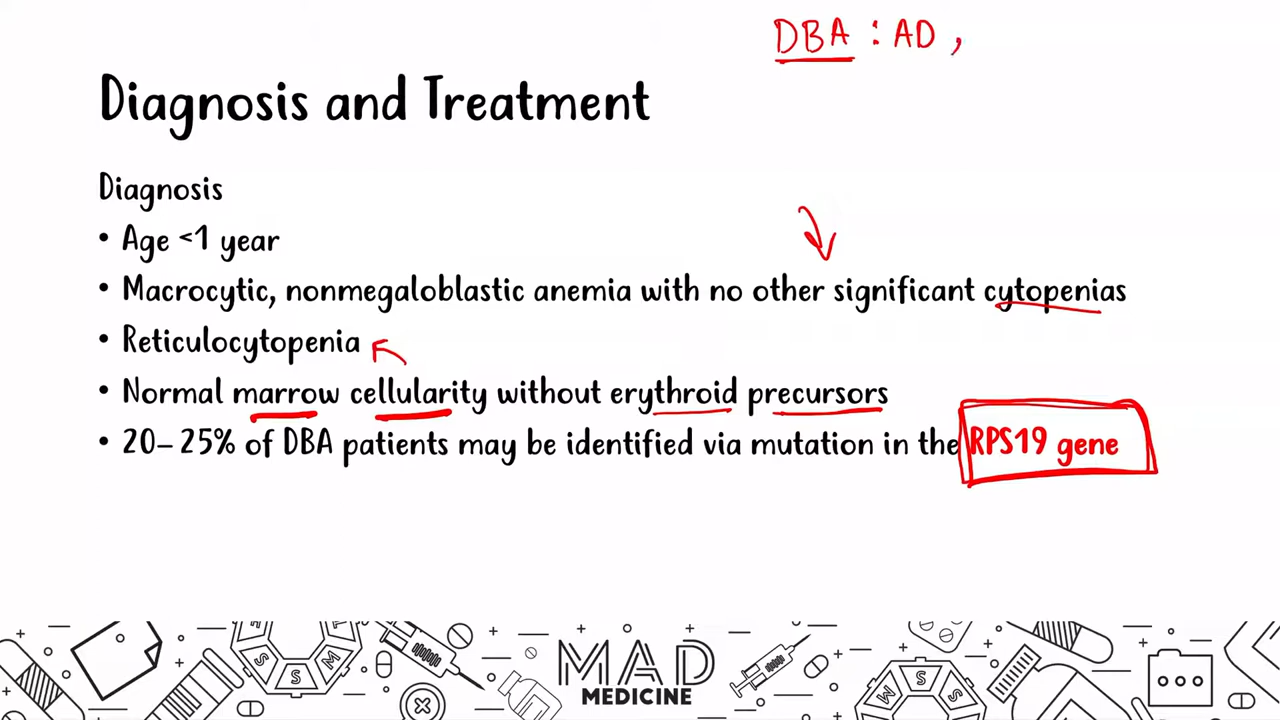 DBA : AD ,
Diagnosis and Treatment
Diagnosis
• Age <1 year
• Macrocytic, nonmegaloblastic anemia with no other significant cytopenias
• Reticulocytopenia
• Normal marrow cellularity without erythroid precursors
• 20–25% of DBA patients may be identified via mutation in the RPS19 gene
MAD
MEDICINE